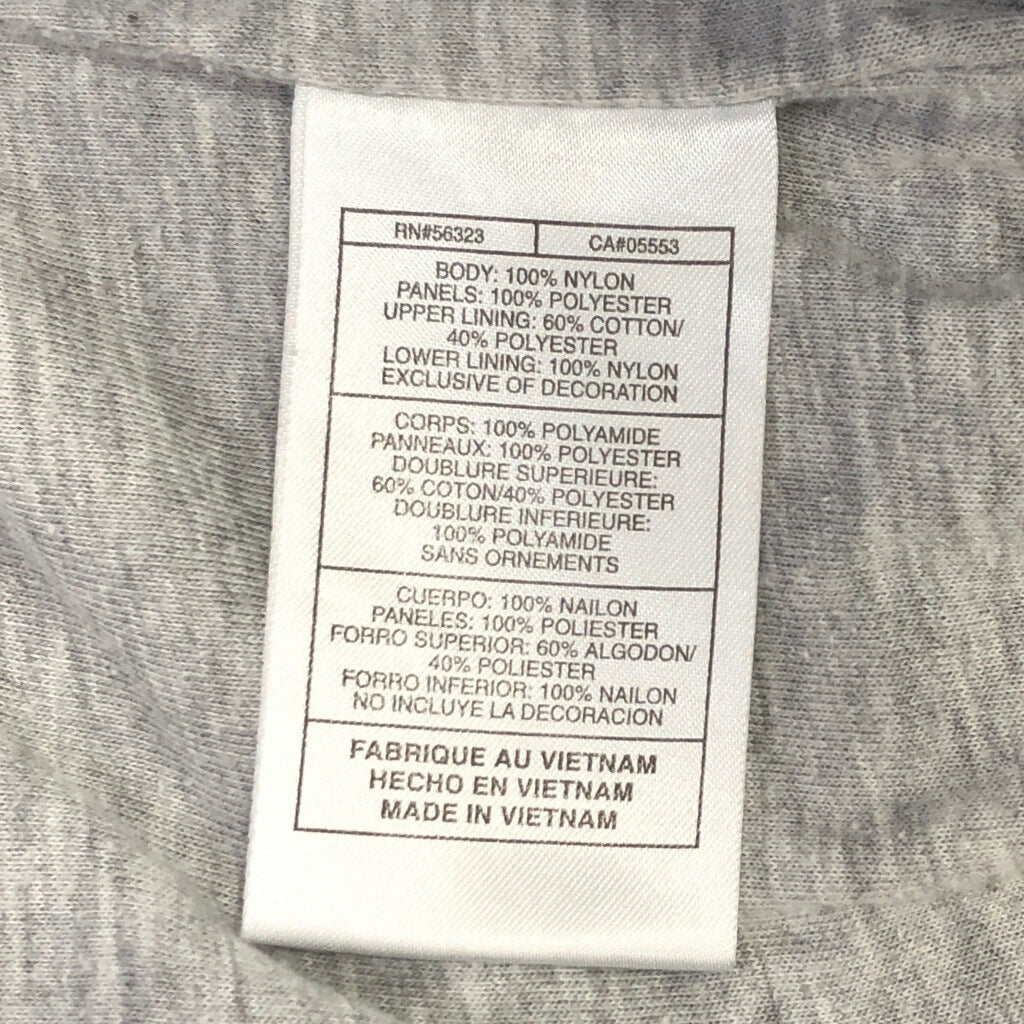 RN#56323 CA#05553
BODY: 100% NYLON
PANELS: 100% POLYESTER
UPPER LINING: 60% COTTON/
40% POLYESTER
LOWER LINING: 100% NYLON
EXCLUSIVE OF DECORATION
CORPS: 100% POLYAMIDE
PANNEAUX: 100% POLYESTER
DOUBLURE SUPERIEURE:
60% COTON/40% POLYESTER
DOUBLURE INFERIEURE:
100% POLYAMIDE
SANS ORNEMENTS
CUERPO: 100% NAILON
PANELES: 100% POLIESTER
FORRO SUPERIOR: 60% ALGODON/
40% POLIESTER
FORRO INFERIOR: 100% NAILON
NO INCLUYE LA DECORACION
FABRIQUE AU VIETNAM
HECHO EN VIETNAM
MADE IN VIETNAM